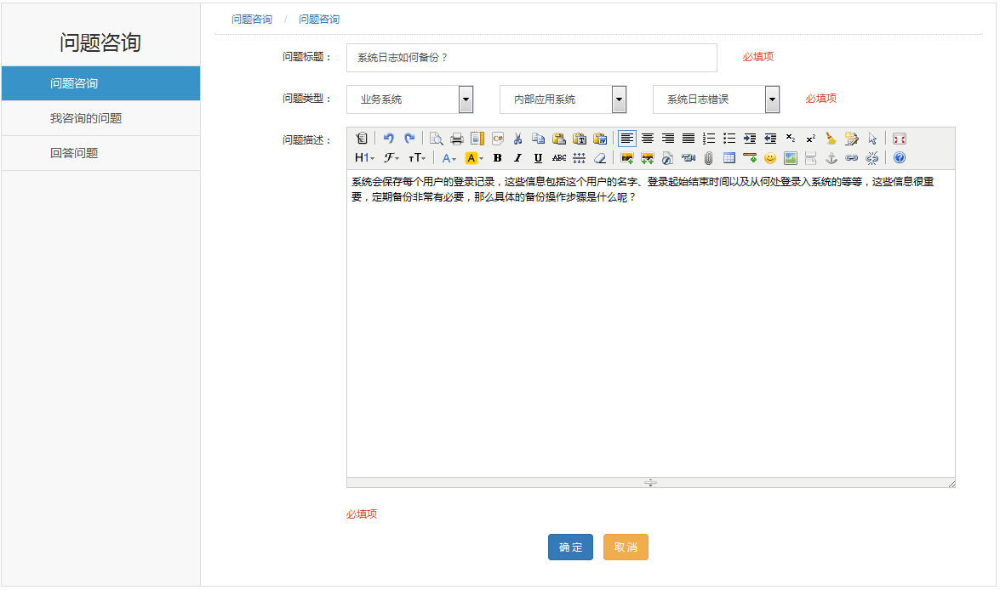 问题咨询
问题咨询
我咨询的问题
回答问题
问题咨询 / 问题咨询
问题标题： 系统日志如何备份？ 必填项
问题类型： 业务系统 内部应用系统 系统日志错误 必填项
问题描述：
H1 F TT A A B I U ABC
系统会保存每个用户的登录记录，这些信息包括这个用户的名字、登录起始结束时间以及从何处登录入系统的等等，这些信息很重
要，定期备份非常有必要，那么具体的备份操作步骤是什么呢？
必填项
确定 取消